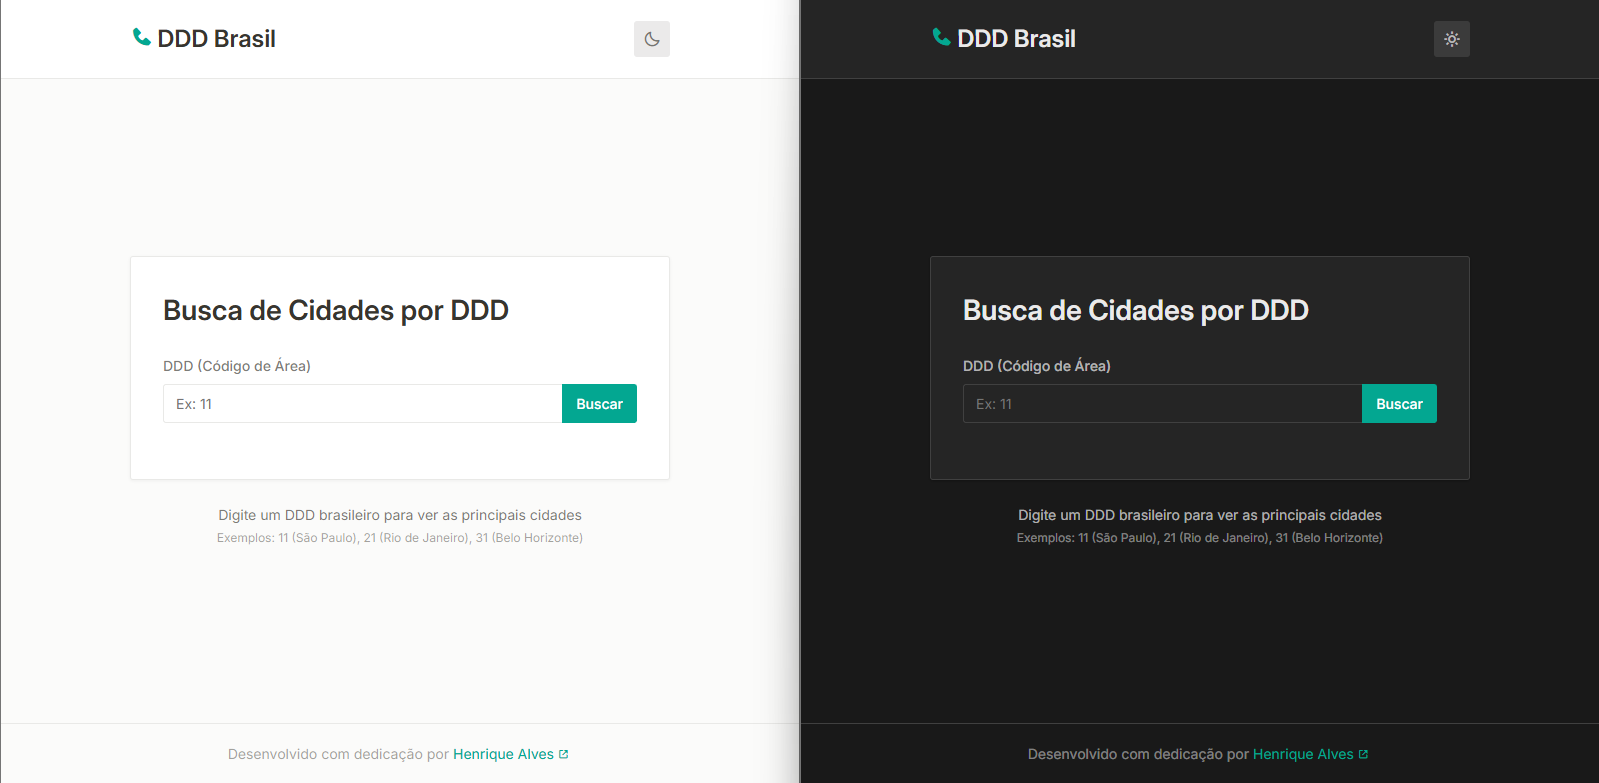 DDD Brasil
Busca de Cidades por DDD
DDD (Código de Área)
Ex: 11
Buscar
Digite um DDD brasileiro para ver as principais cidades
Exemplos: 11 (São Paulo), 21 (Rio de Janeiro), 31 (Belo Horizonte)
Desenvolvido com dedicação por Henrique Alves
DDD Brasil
Busca de Cidades por DDD
DDD (Código de Área)
Ex: 11
Buscar
Digite um DDD brasileiro para ver as principais cidades
Exemplos: 11 (São Paulo), 21 (Rio de Janeiro), 31 (Belo Horizonte)
Desenvolvido com dedicação por Henrique Alves